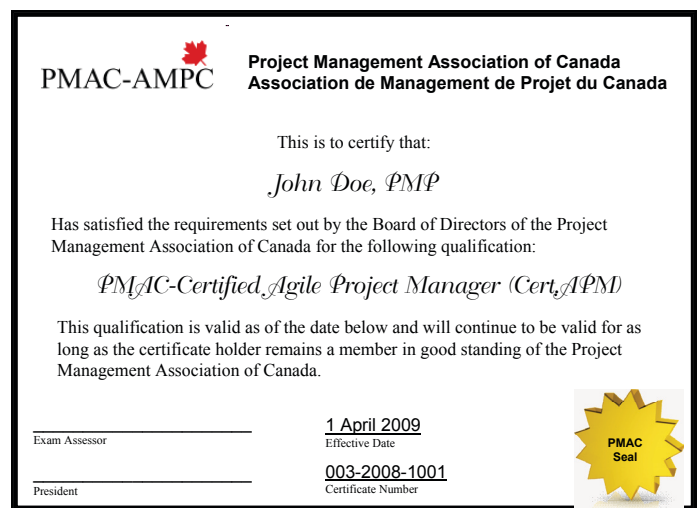 PMAC-AMPC
Project Management Association of Canada
Association de Management de Projet du Canada
This is to certify that:
John Doe, PMP
Has satisfied the requirements set out by the Board of Directors of the Project
Management Association of Canada for the following qualification:
PMAC-Certified Agile Project Manager (Cert.APM)
This qualification is valid as of the date below and will continue to be valid for as
long as the certificate holder remains a member in good standing of the Project
Management Association of Canada.
Exam Assessor
1 April 2009
Effective Date
President
003-2008-1001
Certificate Number
PMAC
Seal